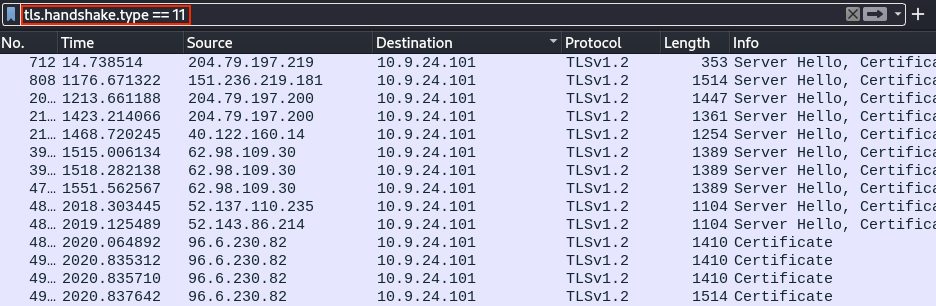 tls.handshake.type == 11
No. Time Source Destination Protocol Length Info
712 14.738514 204.79.197.219 10.9.24.101 TLSv1.2 353 Server Hello, Certifica
808 1176.671322 151.236.219.181 10.9.24.101 TLSv1.2 1514 Server Hello, Certifica
20… 1213.661188 204.79.197.200 10.9.24.101 TLSv1.2 1447 Server Hello, Certifica
21… 1423.214066 204.79.197.200 10.9.24.101 TLSv1.2 1361 Server Hello, Certifica
21… 1468.720245 40.122.160.14 10.9.24.101 TLSv1.2 1254 Server Hello, Certifica
39… 1515.006134 62.98.109.30 10.9.24.101 TLSv1.2 1389 Server Hello, Certifica
39… 1518.282138 62.98.109.30 10.9.24.101 TLSv1.2 1389 Server Hello, Certifica
47… 1551.562567 62.98.109.30 10.9.24.101 TLSv1.2 1389 Server Hello, Certifica
48… 2018.303445 52.137.110.235 10.9.24.101 TLSv1.2 1104 Server Hello, Certifica
48… 2019.125489 52.143.86.214 10.9.24.101 TLSv1.2 1104 Server Hello, Certifica
48… 2020.064892 96.6.230.82 10.9.24.101 TLSv1.2 1410 Certificate
49… 2020.835312 96.6.230.82 10.9.24.101 TLSv1.2 1410 Certificate
49… 2020.835710 96.6.230.82 10.9.24.101 TLSv1.2 1410 Certificate
49… 2020.837642 96.6.230.82 10.9.24.101 TLSv1.2 1514 Certificate